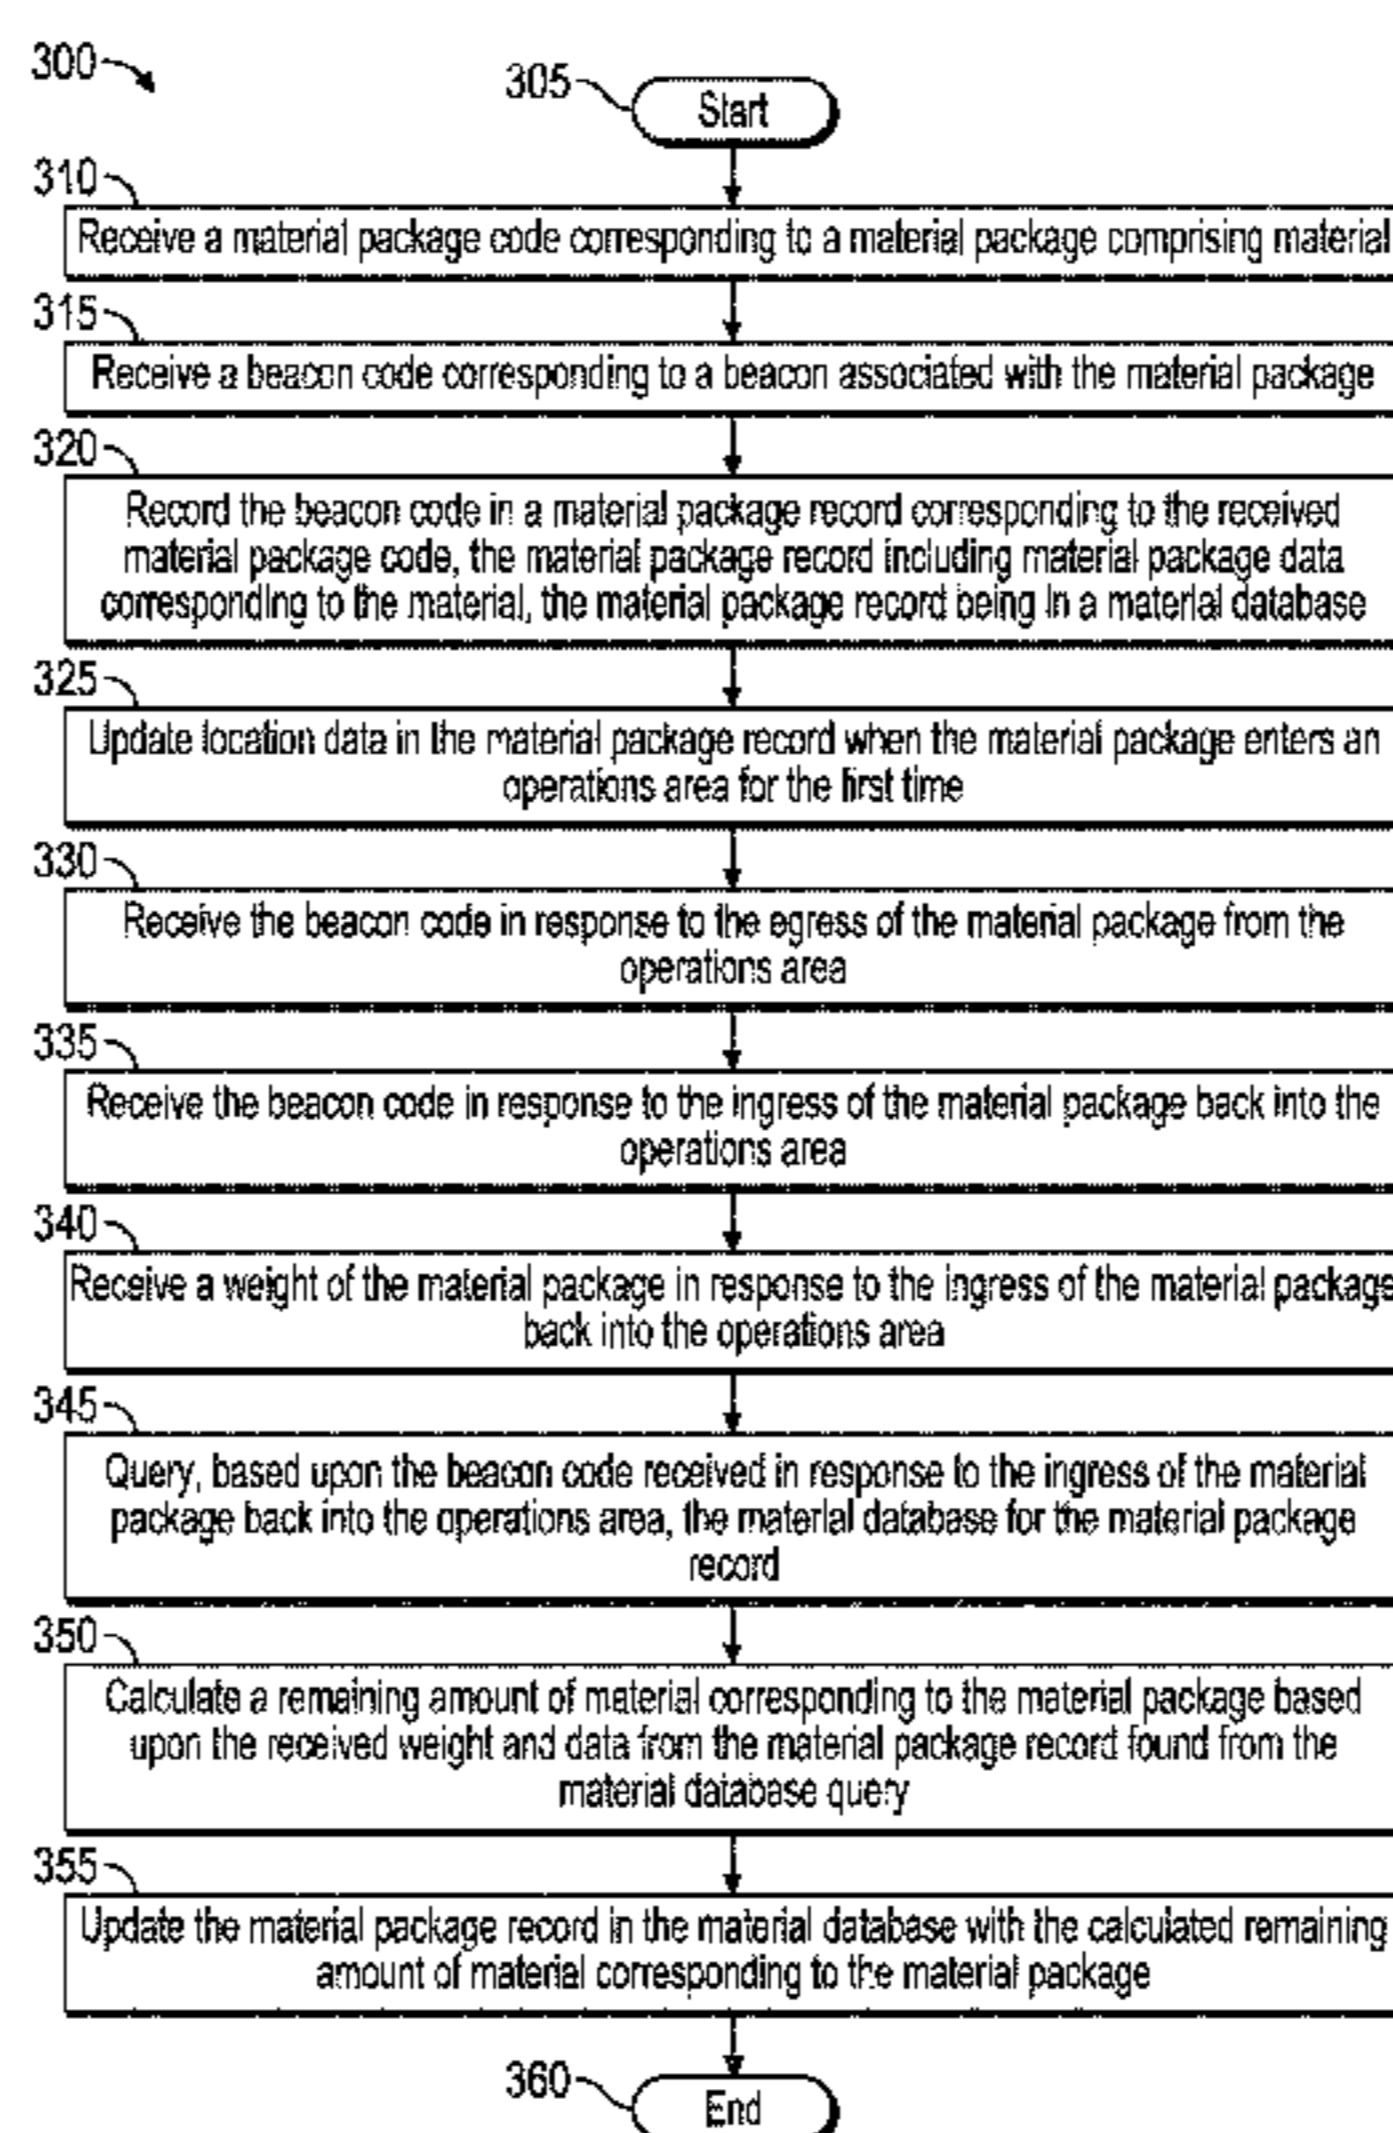 300
305
Start
310
Receive a material package code corresponding to a material package comprising material
315
Receive a beacon code corresponding to a beacon associated with the material package
320
Record the beacon code in a material package record corresponding to the received
material package code, the material package record including material package data
corresponding to the material, the material package record being in a material database
325
Update location data in the material package record when the material package enters an
operations area for the first time
330
Receive the beacon code in response to the egress of the material package from the
operations area
335
Receive the beacon code in response to the ingress of the material package back into the
operations area
340
Receive a weight of the material package in response to the ingress of the material package
back into the operations area
345
Query, based upon the beacon code received in response to the ingress of the material
package back into the operations area, the material database for the material package
record
350
Calculate a remaining amount of material corresponding to the material package based
upon the received weight and data from the material package record found from the
material database query
355
Update the material package record in the material database with the calculated remaining
amount of material corresponding to the material package
360
End